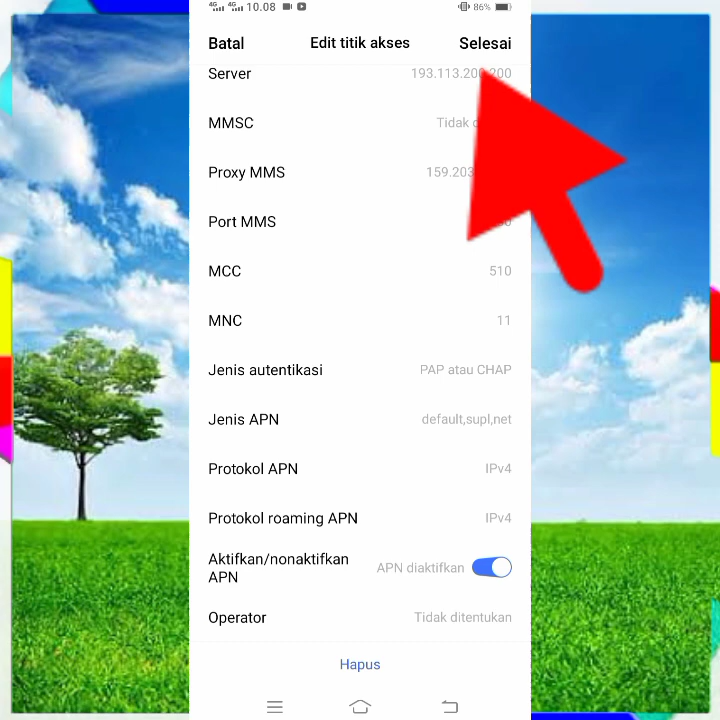 4G 4G 10.08 86%
Batal Edit titik akses Selesai
Server 193.113.200.200
MMSC Tidak
Proxy MMS 159.203
Port MMS
MCC 510
MNC 11
Jenis autentikasi PAP atau CHAP
Jenis APN default,supl,net
Protokol APN IPv4
Protokol roaming APN IPv4
Aktifkan/nonaktifkan APN diaktifkan
APN
Operator Tidak ditentukan
Hapus